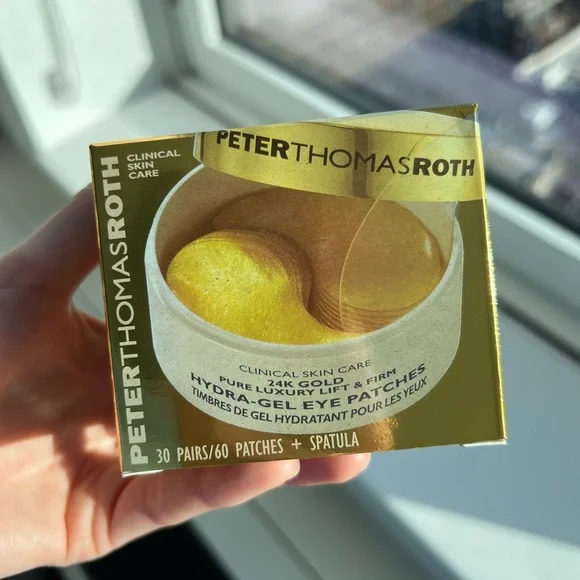 PETERTHOMASROTH
CLINICAL
SKIN
CARE
PETERTHOMASROTH
CLINICAL SKIN CARE
24K GOLD
PURE LUXURY LIFT & FIRM
HYDRA-GEL EYE PATCHES
TIMBRES DE GEL HYDRATANT POUR LES YEUX
30 PAIRS/60 PATCHES + SPATULA